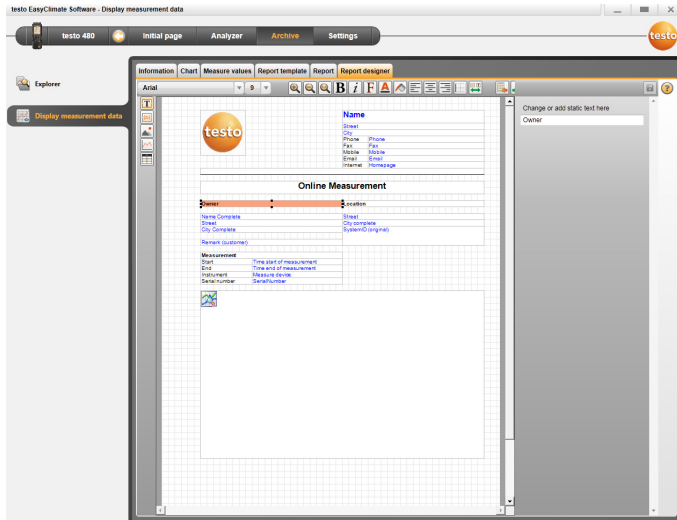 testo EasyClimate Software - Display measurement data
testo 480
Initial page
Analyzer
Archive
Settings
testo
Explorer
Display measurement data
Information
Chart
Measure values
Report template
Report
Report designer
Arial
9
B
i
F
A
T
testo
Name
Street
City
Phone Phone
Fax Fax
Mobile Mobile
Email Email
Internet Homepage
Online Measurement
Owner
Location
Name Complete
Street
Street
City complete
City Complete
SystemID (original)
Remark (customer)
Measurement
Start Time start of measurement
End Time end of measurement
Instrument Measure device
Serial number SerialNumber
Change or add static text here
Owner
?